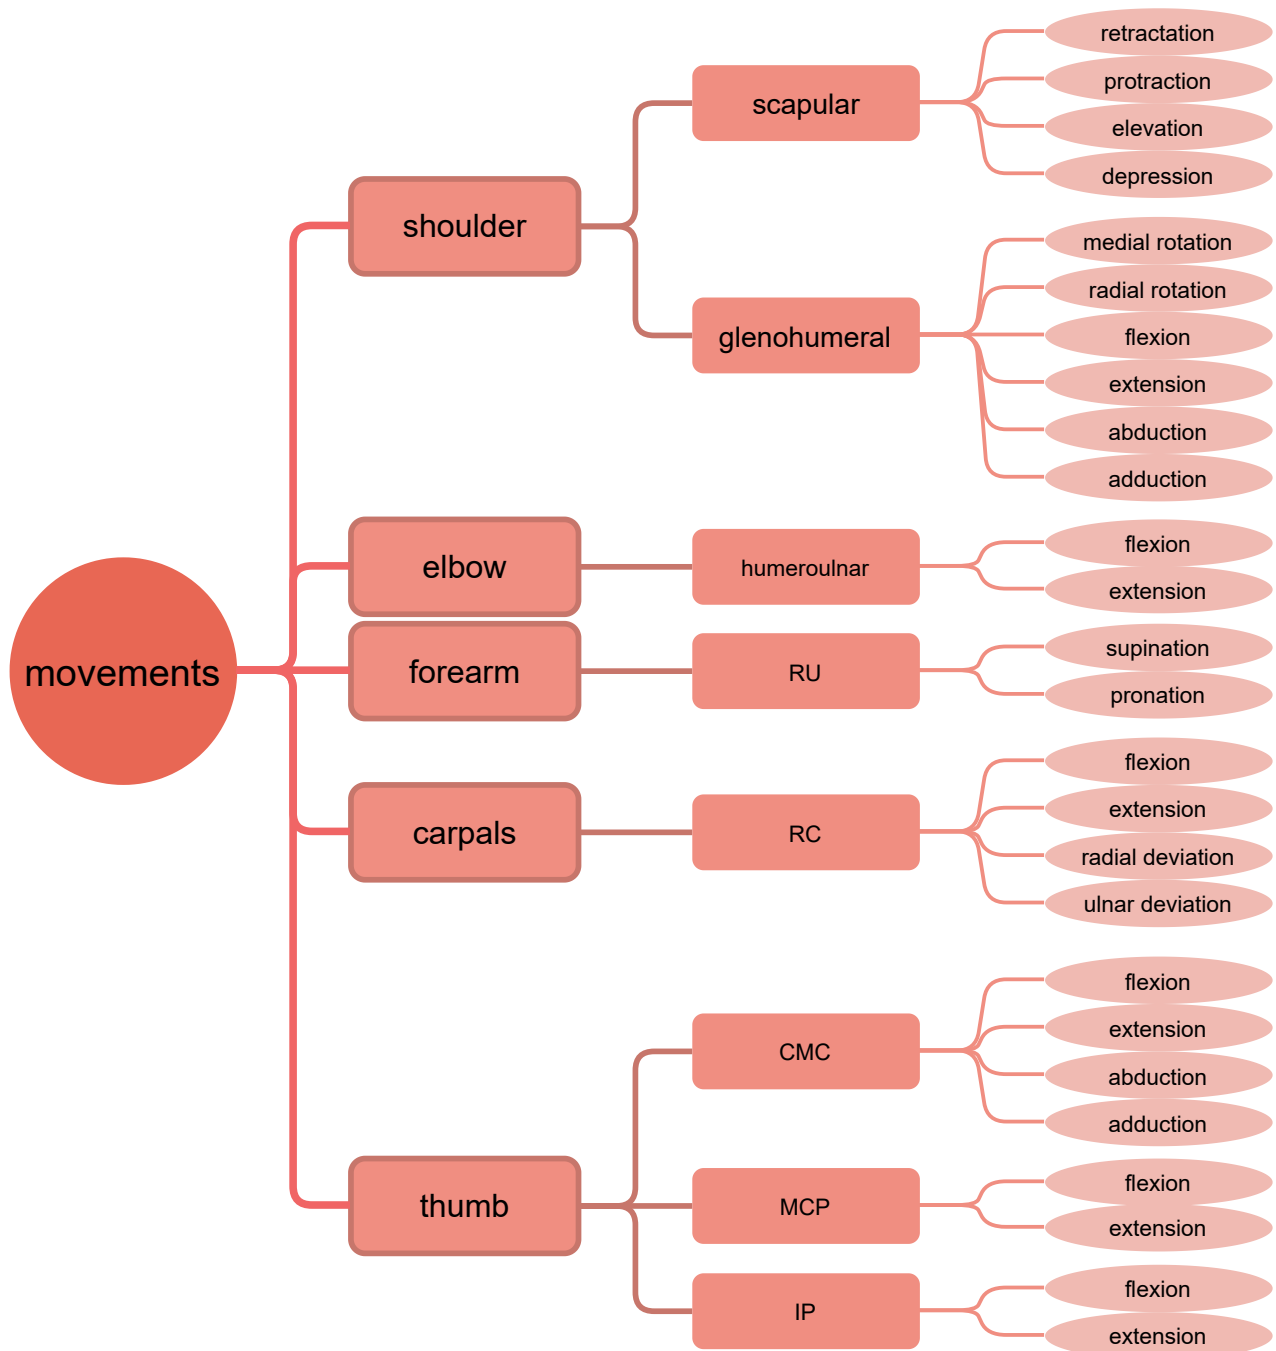 movements
shoulder
scapular
retractation
protraction
elevation
depression
glenohumeral
medial rotation
radial rotation
flexion
extension
abduction
adduction
elbow
humeroulnar
flexion
extension
forearm
RU
supination
pronation
carpals
RC
flexion
extension
radial deviation
ulnar deviation
thumb
CMC
flexion
extension
abduction
adduction
MCP
flexion
extension
IP
flexion
extension